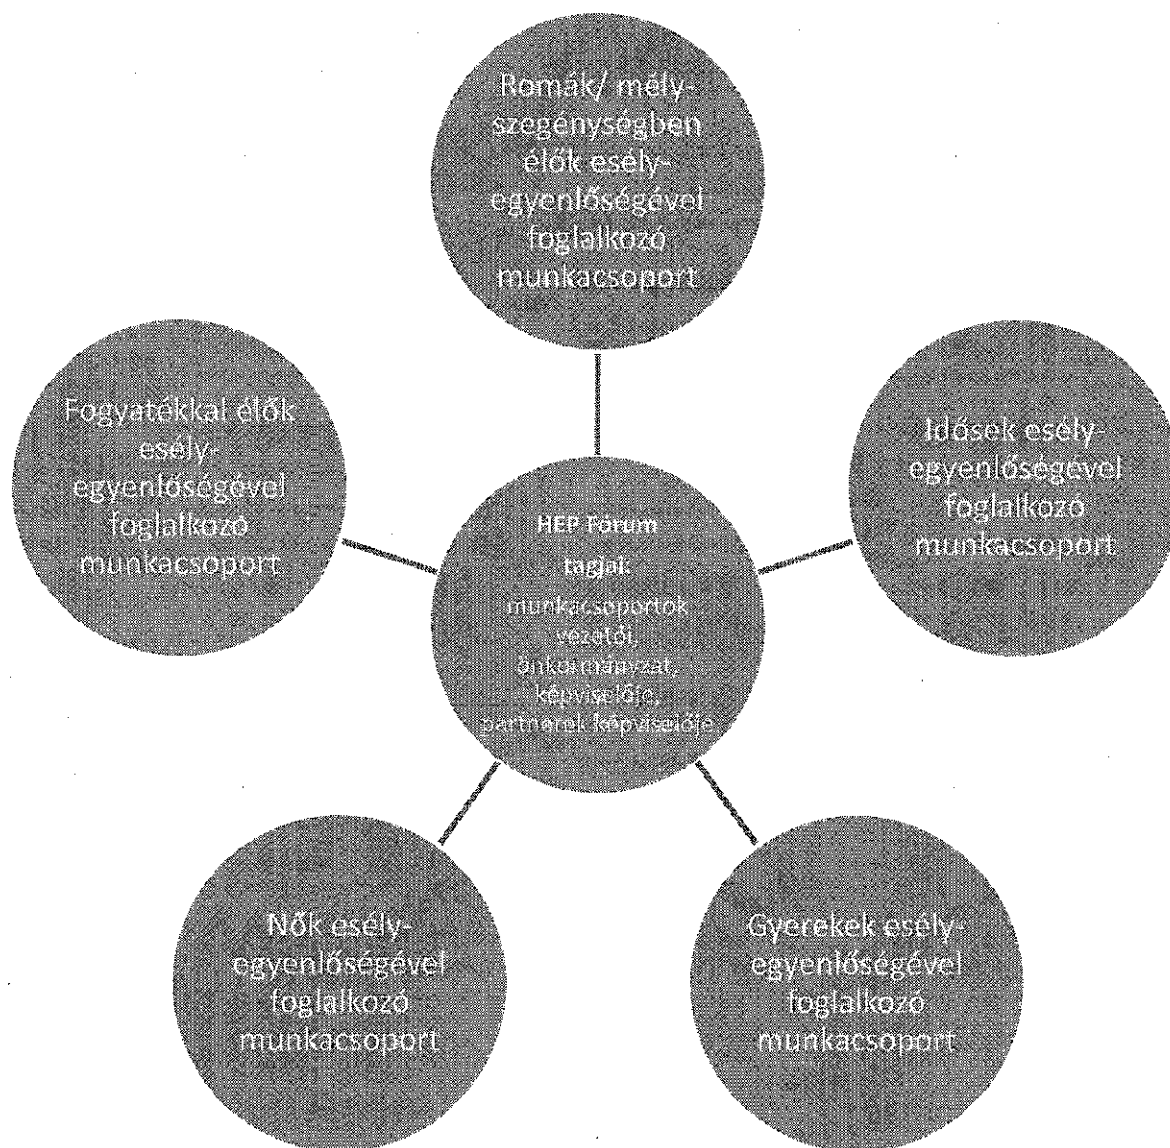 Romák/ mély-
szegénységben
élők esély-
egyenlőségével
foglalkozó
munkacsoport
Fogyatékkal élők
esély-
egyenlőségével
foglalkozó
munkacsoport
Idősek esély-
egyenlőségével
foglalkozó
munkacsoport
HEP Fórum
tagjai:
munkacsoportok
vezetői,
önkormányzat,
képviselője,
partnerek képviselője
Nők esély-
egyenlőségével
foglalkozó
munkacsoport
Gyerekek esély-
egyenlőségével
foglalkozó
munkacsoport